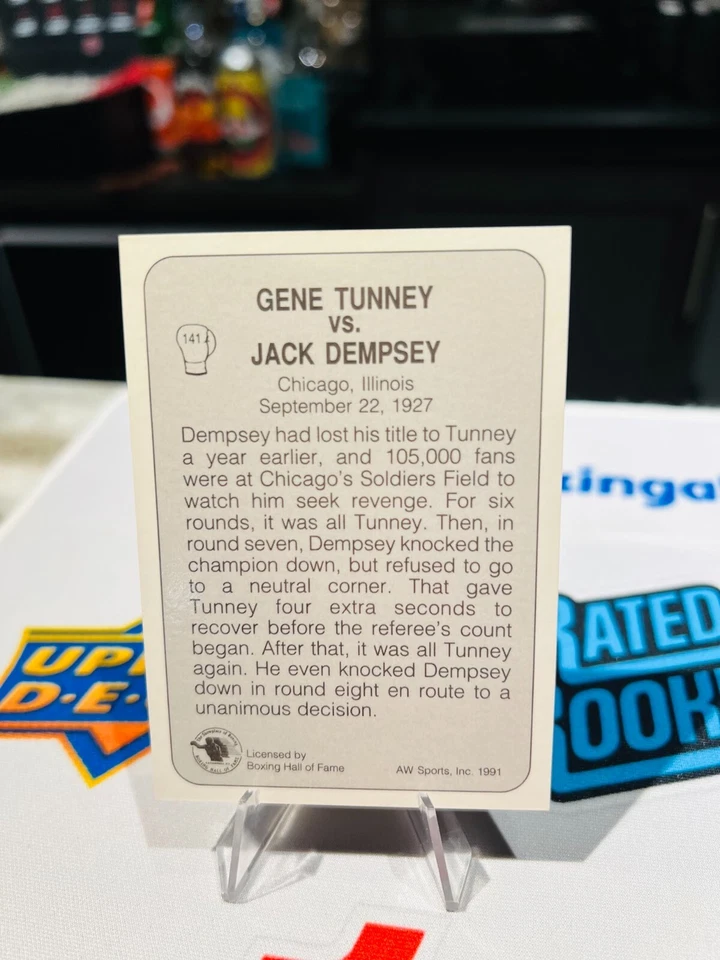 GENE TUNNEY
VS.
141
JACK DEMPSEY
Chicago, Illinois
September 22, 1927
Dempsey had lost his title to Tunney
a year earlier, and 105,000 fans
were at Chicago's Soldiers Field to
watch him seek revenge. For six
rounds, it was all Tunney. Then, in
round seven, Dempsey knocked the
champion down, but refused to go
to a neutral corner. That gave
Tunney four extra seconds to
recover before the referee's count
began. After that, it was all Tunney
again. He even knocked Dempsey
down in round eight en route to a
unanimous decision.
Licensed by
Boxing Hall of Fame
AW Sports, Inc. 1991
UP
D·E
RATED
ROOK